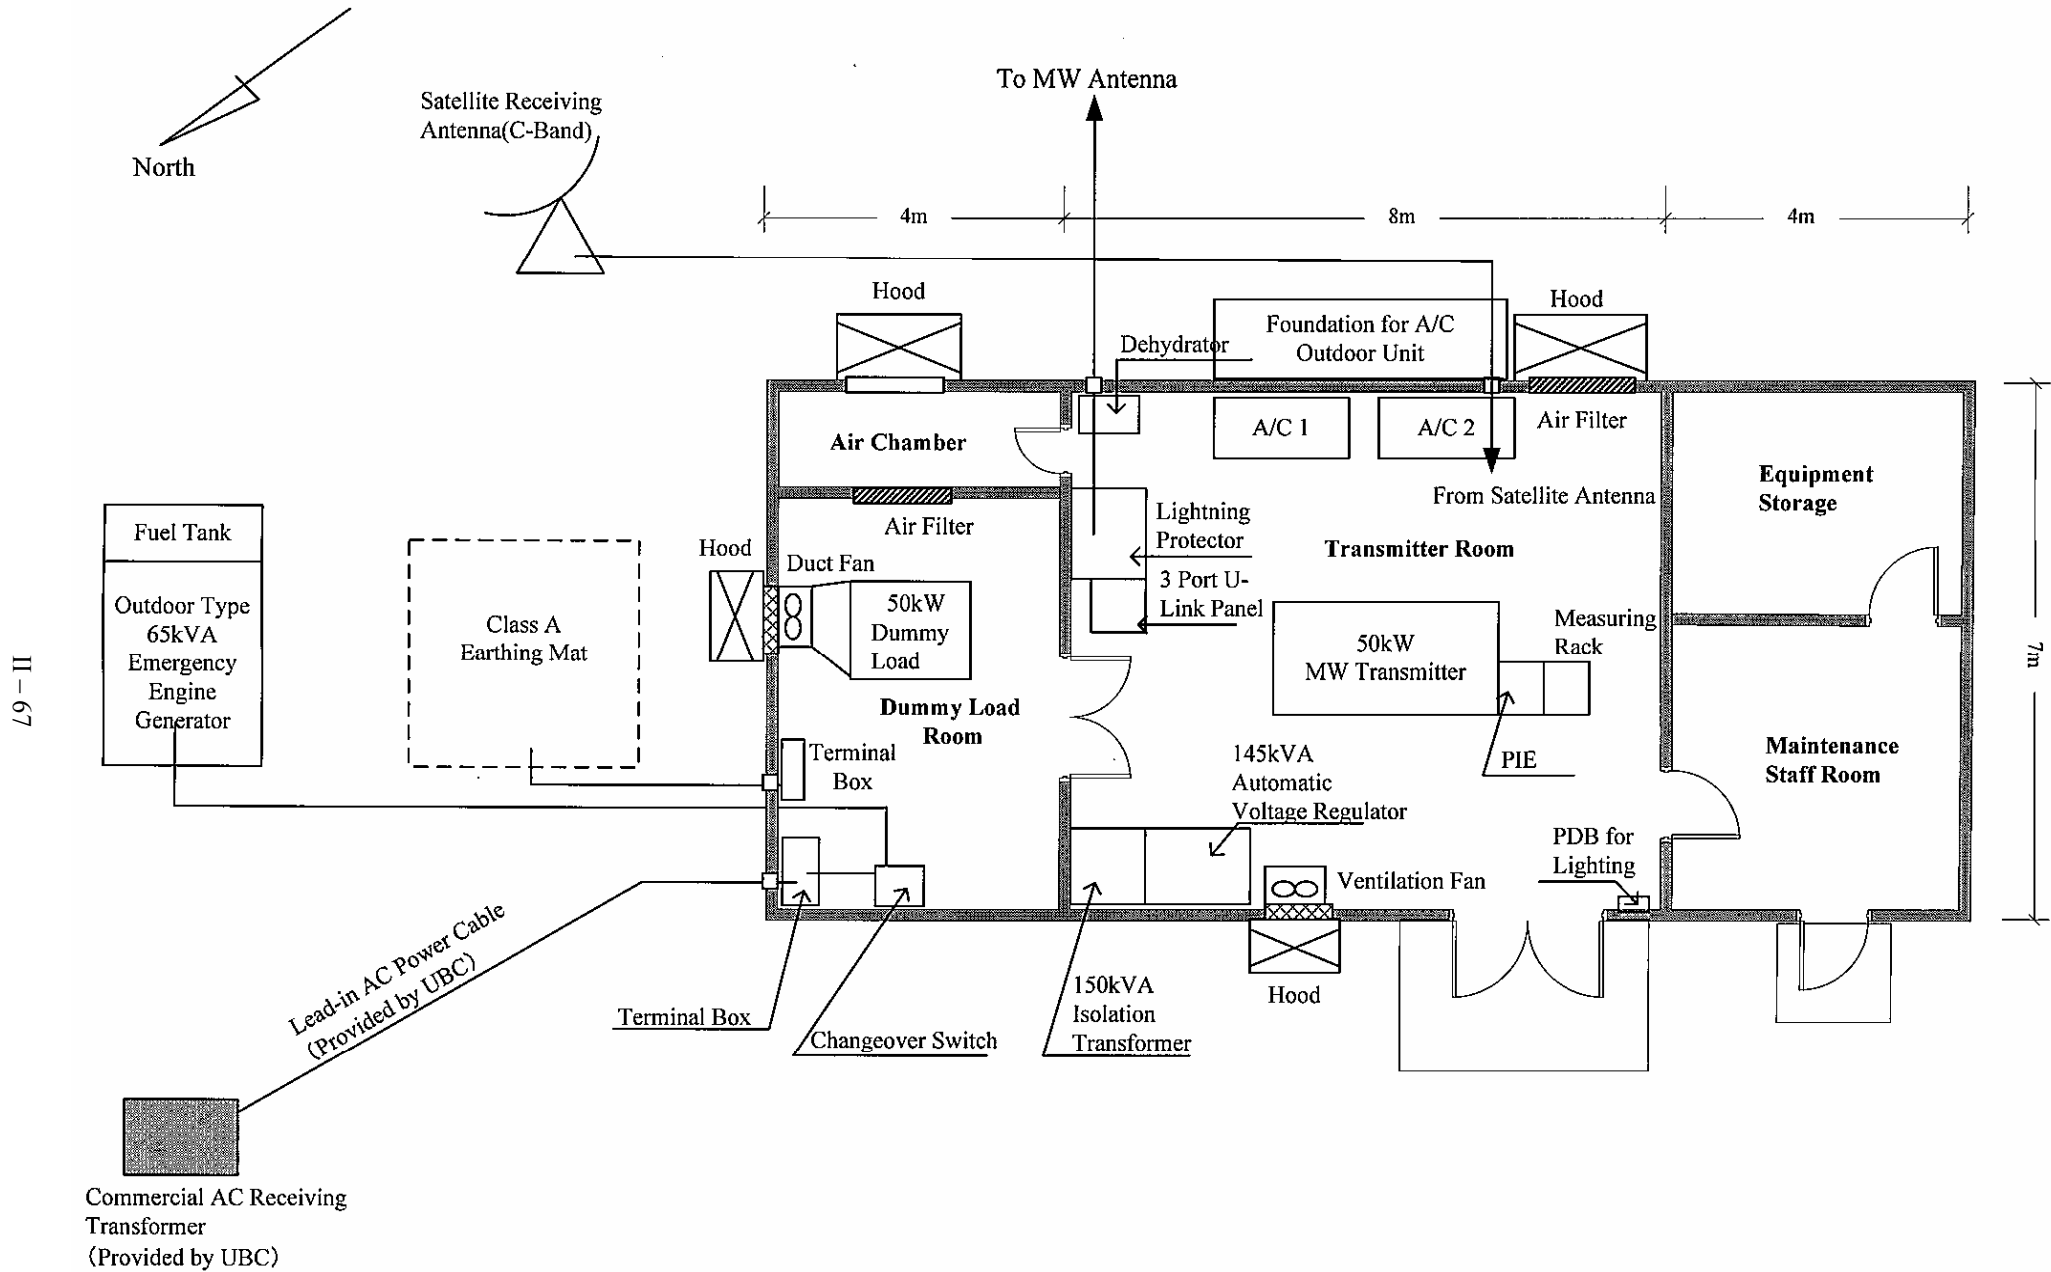 To MW Antenna
Satellite Receiving
Antenna(C-Band)
North
4m
8m
4m
Hood
Hood
Foundation for A/C
Outdoor Unit
Dehydrator
Air Chamber
A/C 1
A/C 2
Air Filter
From Satellite Antenna
Equipment
Storage
Fuel Tank
Outdoor Type
65kVA
Emergency
Engine
Generator
Class A
Earthing Mat
Hood
Air Filter
Duct Fan
50kW
Dummy
Load
Lightning
Protector
3 Port U-
Link Panel
Transmitter Room
50kW
MW Transmitter
Measuring
Rack
7m
II－67
Dummy Load
Room
Terminal
Box
145kVA
Automatic
Voltage Regulator
PIE
Maintenance
Staff Room
PDB for
Lighting
Ventilation Fan
Lead-in AC Power Cable
(Provided by UBC)
Terminal Box
Changeover Switch
150kVA
Isolation
Transformer
Hood
Commercial AC Receiving
Transformer
(Provided by UBC)